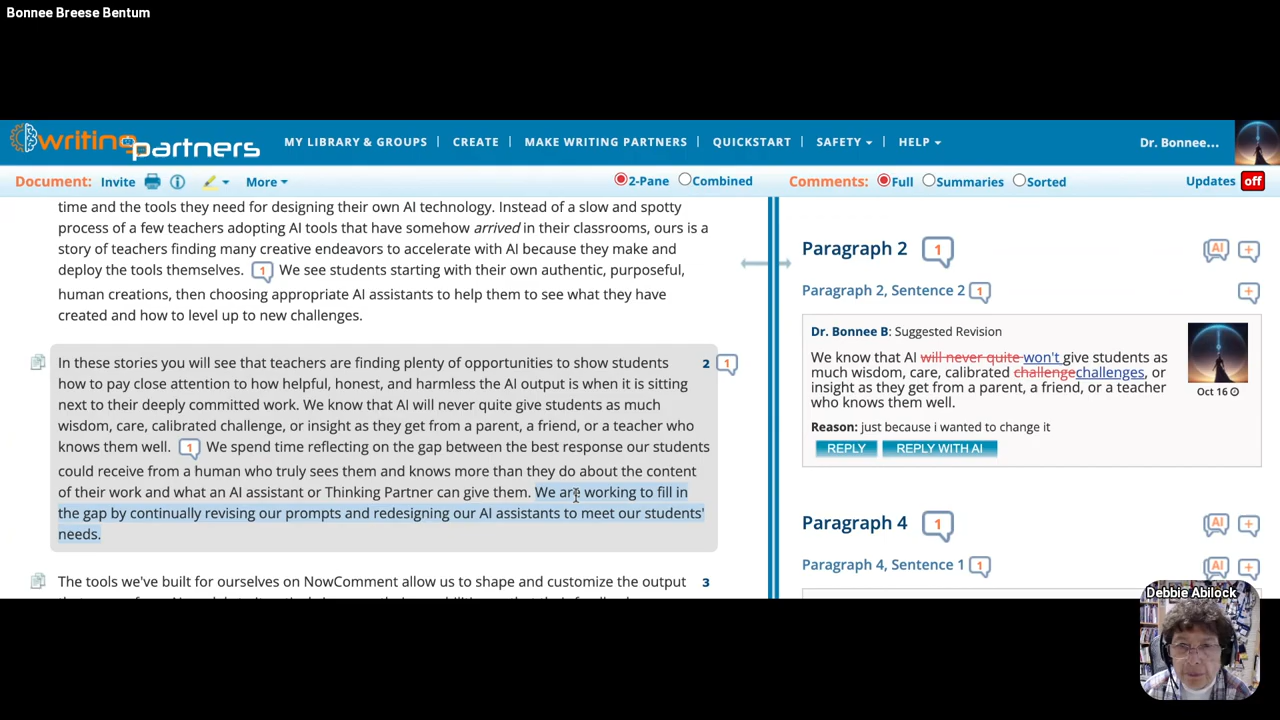 Bonnee Breese Bentum
writing partners
MY LIBRARY & GROUPS | CREATE | MAKE WRITING PARTNERS | QUICKSTART | SAFETY | HELP
Dr. Bonnee...
Document: Invite More
2-Pane Combined
Comments: Full Summaries Sorted
Updates off
time and the tools they need for designing their own AI technology. Instead of a slow and spotty
process of a few teachers adopting AI tools that have somehow arrived in their classrooms, ours is a
story of teachers finding many creative endeavors to accelerate with AI because they make and
deploy the tools themselves. 1 We see students starting with their own authentic, purposeful,
human creations, then choosing appropriate AI assistants to help them to see what they have
created and how to level up to new challenges.
In these stories you will see that teachers are finding plenty of opportunities to show students
2 1
how to pay close attention to how helpful, honest, and harmless the AI output is when it is sitting
next to their deeply committed work. We know that AI will never quite give students as much
wisdom, care, calibrated challenge, or insight as they get from a parent, a friend, or a teacher who
knows them well. 1 We spend time reflecting on the gap between the best response our students
could receive from a human who truly sees them and knows more than they do about the content
of their work and what an AI assistant or Thinking Partner can give them. We are working to fill in
the gap by continually revising our prompts and redesigning our AI assistants to meet our students'
needs.
The tools we've built for ourselves on NowComment allow us to shape and customize the output
3
Paragraph 2 1
AI +
Paragraph 2, Sentence 2 1
+
Dr. Bonnee B: Suggested Revision
We know that AI will never quite won't give students as
much wisdom, care, calibrated challengechallenges, or
insight as they get from a parent, a friend, or a teacher
who knows them well.
Oct 16
Reason: just because i wanted to change it
REPLY REPLY WITH AI
Paragraph 4 1
AI +
Paragraph 4, Sentence 1 1
AI +
Debbie Abilock